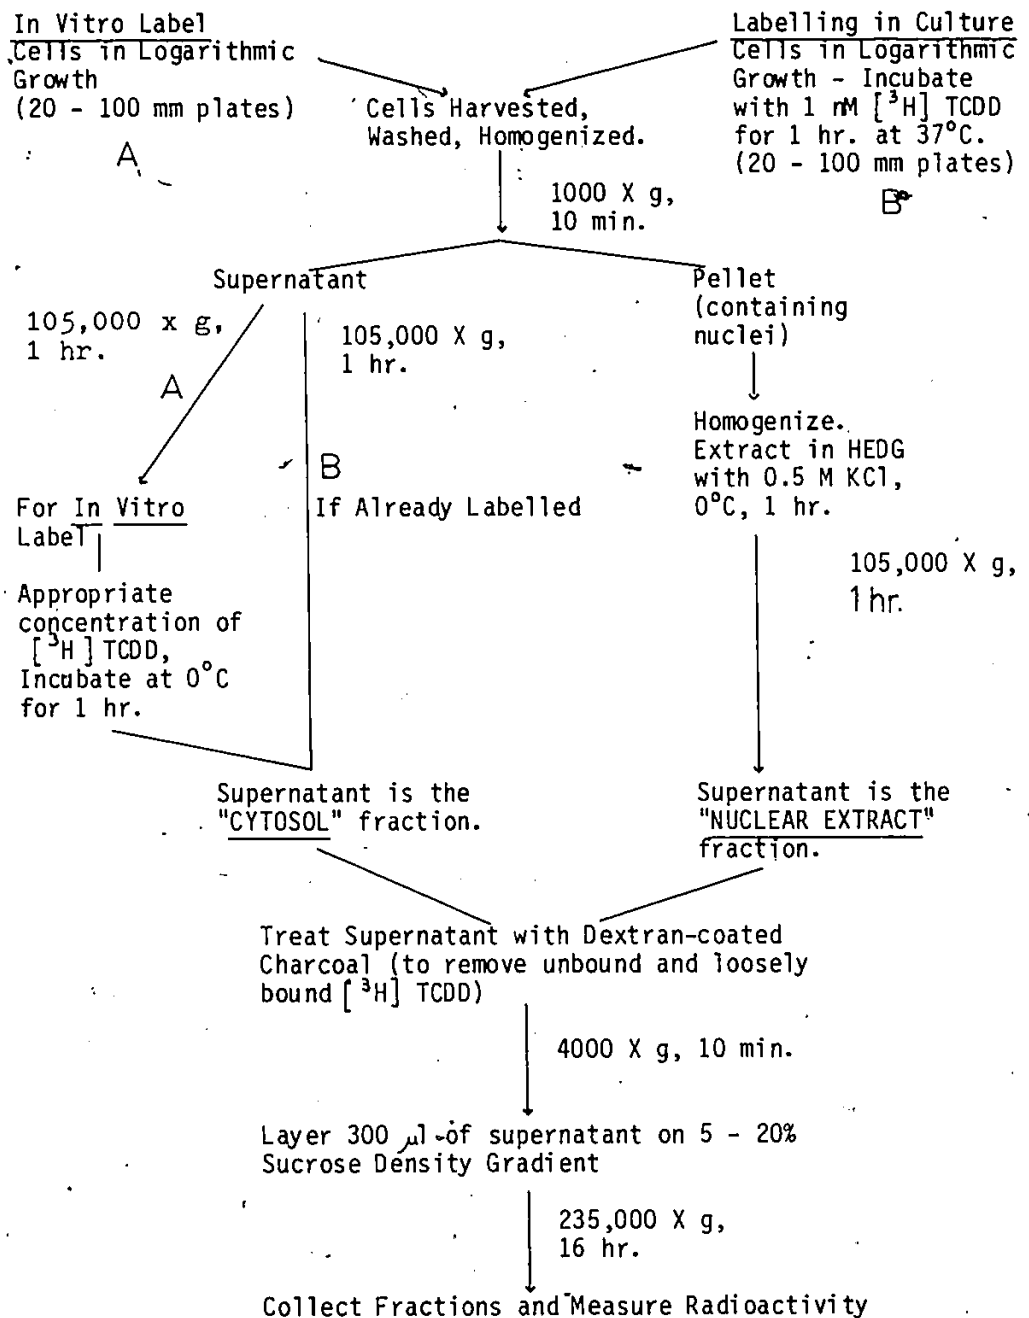 In Vitro Label
Cells in Logarithmic
Growth
(20 - 100 mm plates)
A
Labelling in Culture
Cells in Logarithmic
Growth - Incubate
with 1 nM [³H] TCDD
for 1 hr. at 37°C.
(20 - 100 mm plates)
B
Cells Harvested,
Washed, Homogenized.
1000 X g,
10 min.
Supernatant
Pellet
(containing
nuclei)
105,000 x g,
1 hr.
A
105,000 X g,
1 hr.
B
If Already Labelled
Homogenize.
Extract in HEDG
with 0.5 M KCl,
0°C, 1 hr.
For In Vitro
Label
Appropriate
concentration of
[³H] TCDD,
Incubate at 0°C
for 1 hr.
105,000 X g,
1 hr.
Supernatant is the
"CYTOSOL" fraction.
Supernatant is the
"NUCLEAR EXTRACT"
fraction.
Treat Supernatant with Dextran-coated
Charcoal (to remove unbound and loosely
bound [³H] TCDD)
4000 X g, 10 min.
Layer 300 µl of supernatant on 5 - 20%
Sucrose Density Gradient
235,000 X g,
16 hr.
Collect Fractions and Measure Radioactivity